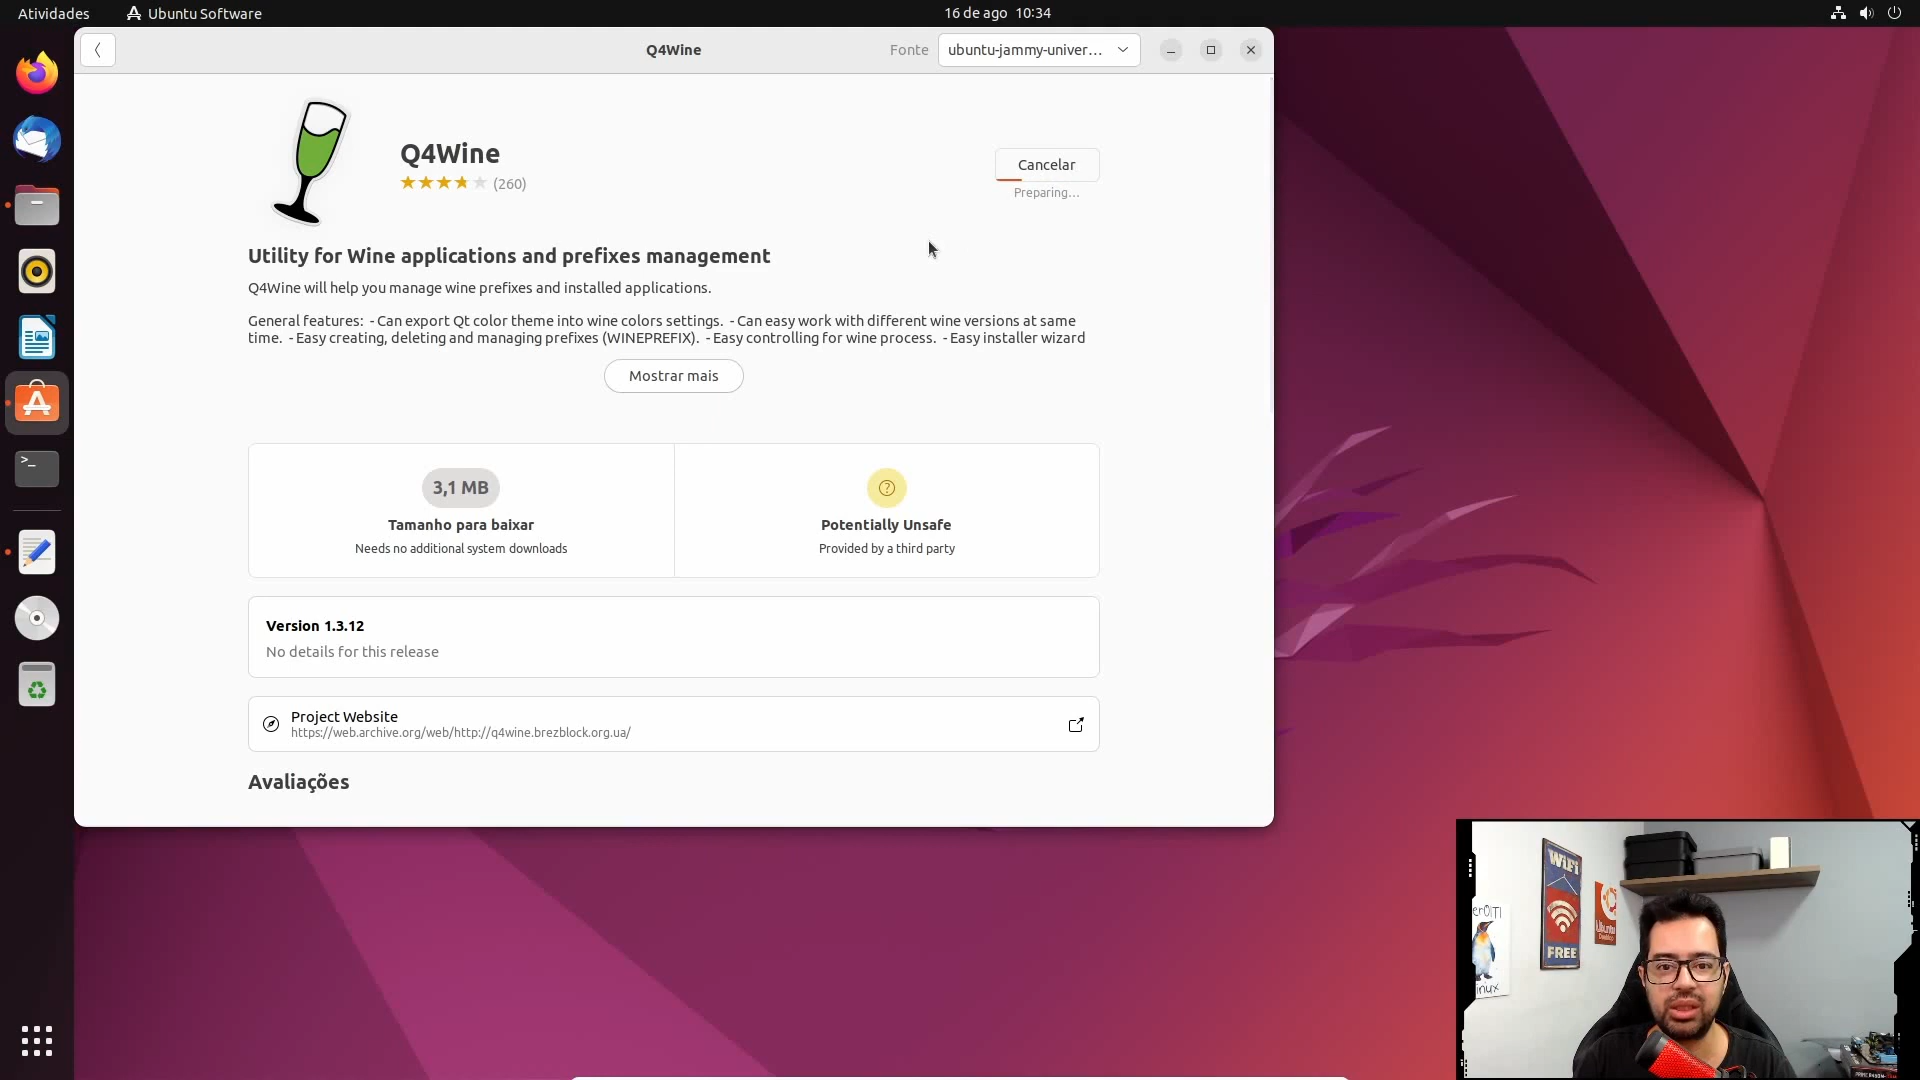 Atividades
Ubuntu Software
16 de ago 10:34
Q4Wine
Fonte
ubuntu-jammy-univer...
Q4Wine
(260)
Cancelar
Preparing...
Utility for Wine applications and prefixes management
Q4Wine will help you manage wine prefixes and installed applications.
General features: - Can export Qt color theme into wine colors settings. - Can easy work with different wine versions at same
time. - Easy creating, deleting and managing prefixes (WINEPREFIX). - Easy controlling for wine process. - Easy installer wizard
Mostrar mais
3,1 MB
Tamanho para baixar
Needs no additional system downloads
Potentially Unsafe
Provided by a third party
Version 1.3.12
No details for this release
Project Website
https://web.archive.org/web/http://q4wine.brezblock.org.ua/
Avaliações
WiFi
FREE
Ubuntu